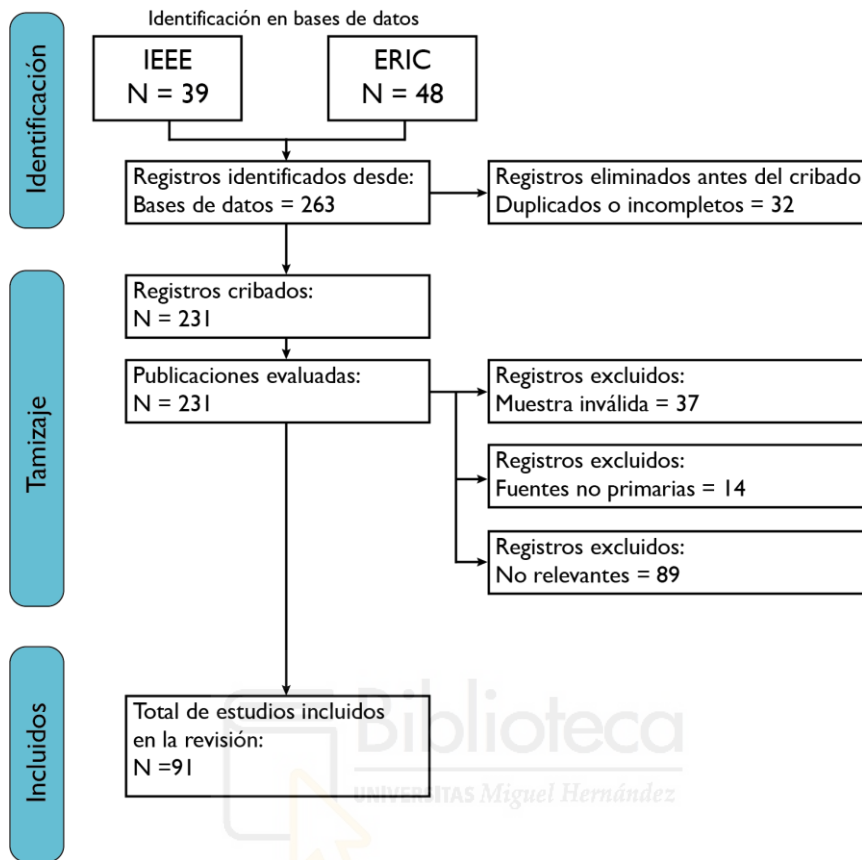 Identificación en bases de datos
IEEE
N = 39
ERIC
N = 48
Identificación
Registros identificados desde:
Bases de datos = 263
Registros eliminados antes del cribado
Duplicados o incompletos = 32
Tamizaje
Registros cribados:
N = 231
Publicaciones evaluadas:
N = 231
Registros excluidos:
Muestra inválida = 37
Registros excluidos:
Fuentes no primarias = 14
Registros excluidos:
No relevantes = 89
Incluidos
Total de estudios incluidos
en la revisión:
N =91
Biblioteca
UNIVERSITAS Miguel Hernández